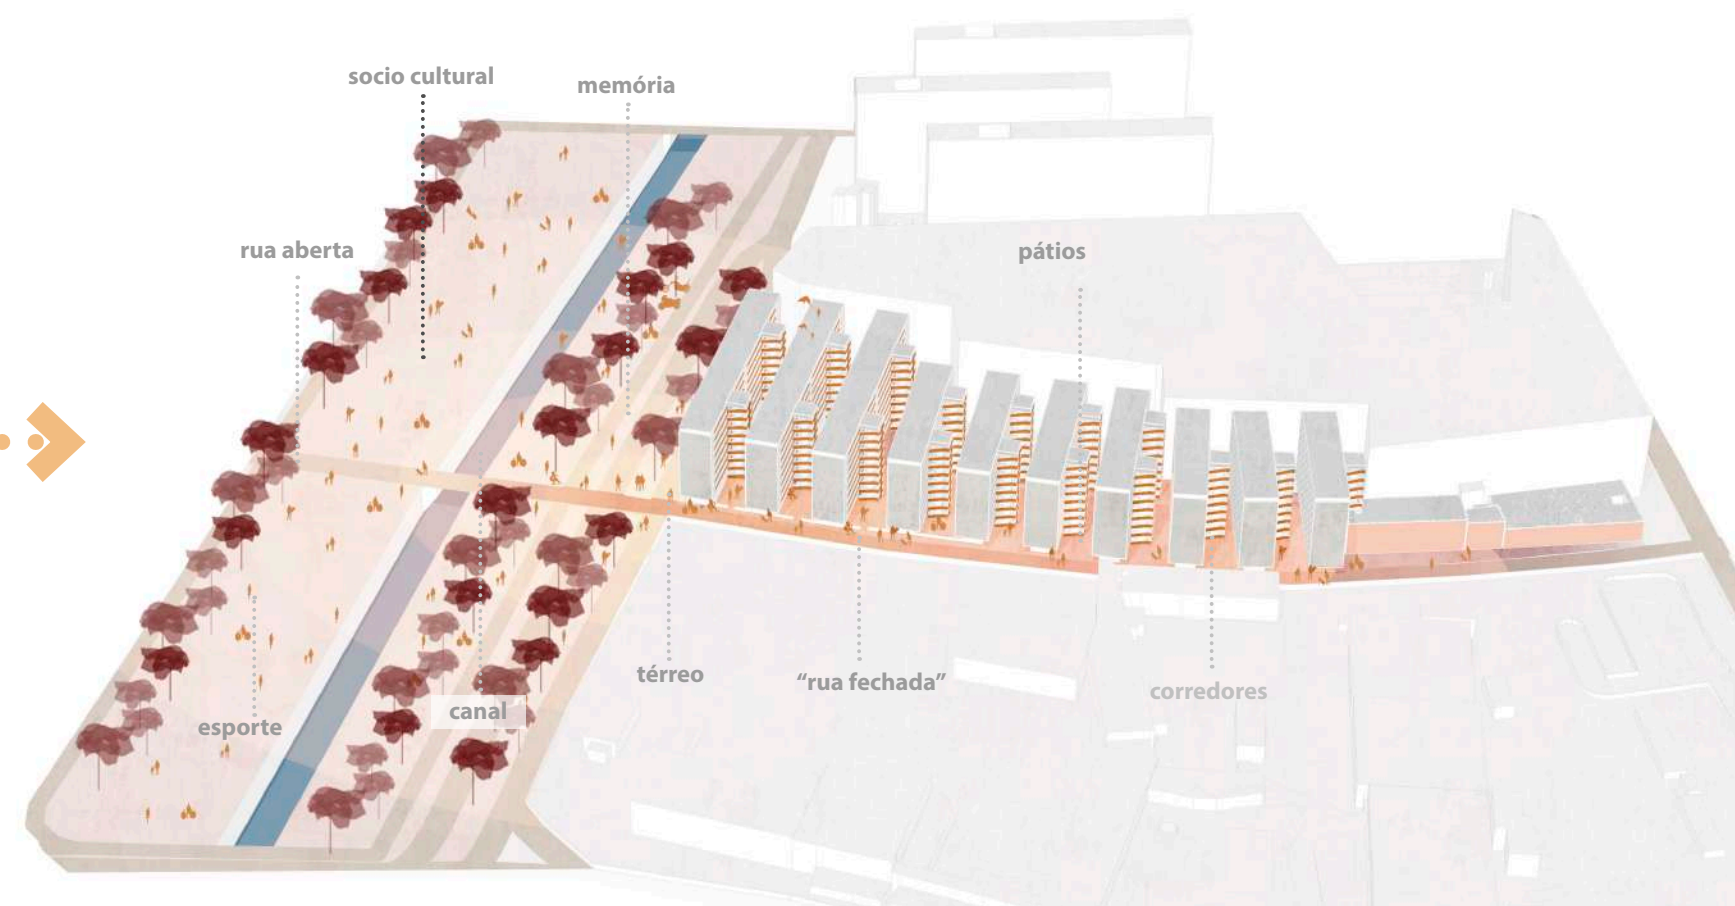 socio cultural
memória
rua aberta
pátios
térreo
“rua fechada”
corredores
canal
esporte